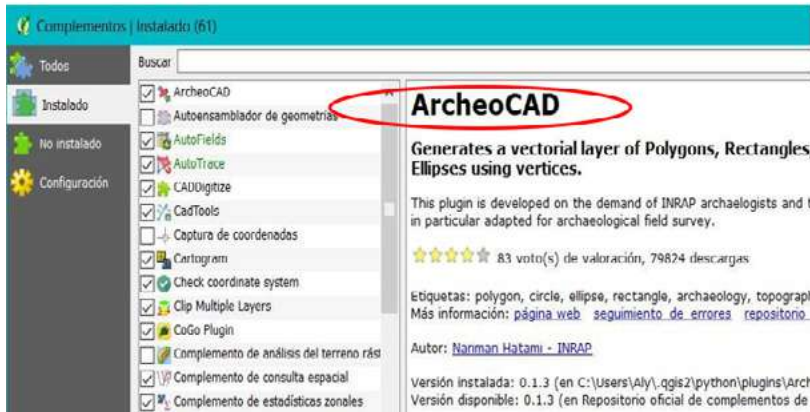 Complementos | Instalado (61)
Todos
Instalado
No instalado
Configuración
Buscar
ArcheoCAD
Autoensamblador de geometrías
AutoFields
AutoTrace
CADDigitize
CadTools
Captura de coordenadas
Cartogram
Check coordinate system
Clip Multiple Layers
CoGo Plugin
Complemento de análisis del terreno rást
Complemento de consulta espacial
Complemento de estadísticas zonales
ArcheoCAD
Generates a vectorial layer of Polygons, Rectangles
Ellipses using vertices.
This plugin is developed on the demand of INRAP archaelogists and t
in particular adapted for archaeological field survey.
83 voto(s) de valoración, 79824 descargas
Etiquetas: polygon, circle, ellipse, rectangle, archaeology, topograph
Más información: página web seguimiento de errores repositorio
Autor: Nariman Hatami - INRAP
Versión instalada: 0.1.3 (en C:\Users\Aly\.qgis2\python\plugins\Arch
Versión disponible: 0.1.3 (en Repositorio oficial de complementos de